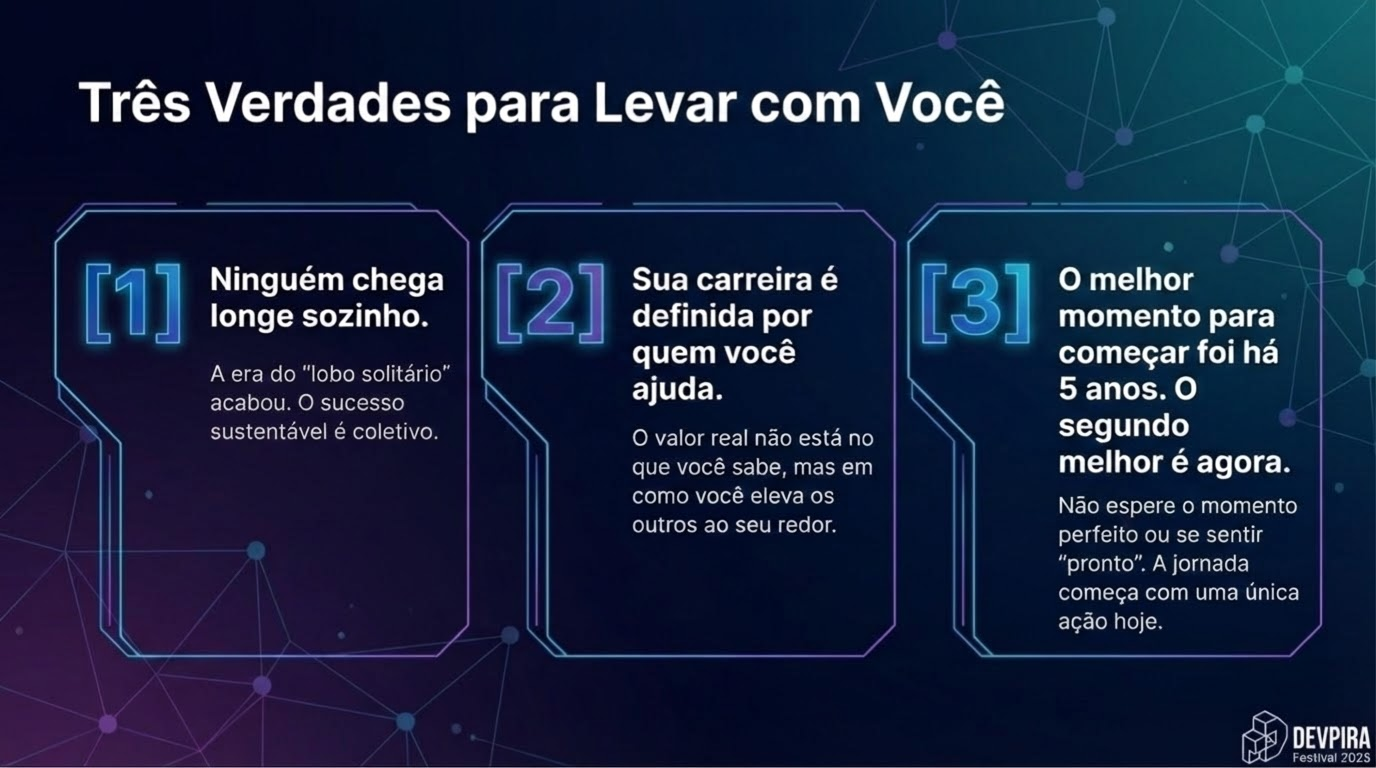 Três Verdades para Levar com Você
[1]
Ninguém chega
longe sozinho.
A era do “lobo solitário”
acabou. O sucesso
sustentável é coletivo.
[2]
Sua carreira é
definida por
quem você
ajuda.
O valor real não está no
que você sabe, mas em
como você eleva os
outros ao seu redor.
[3]
O melhor
momento para
começar foi há
5 anos. O
segundo
melhor é agora.
Não espere o momento
perfeito ou se sentir
“pronto”. A jornada
começa com uma única
ação hoje.
DEVPIRA
Festival 2025